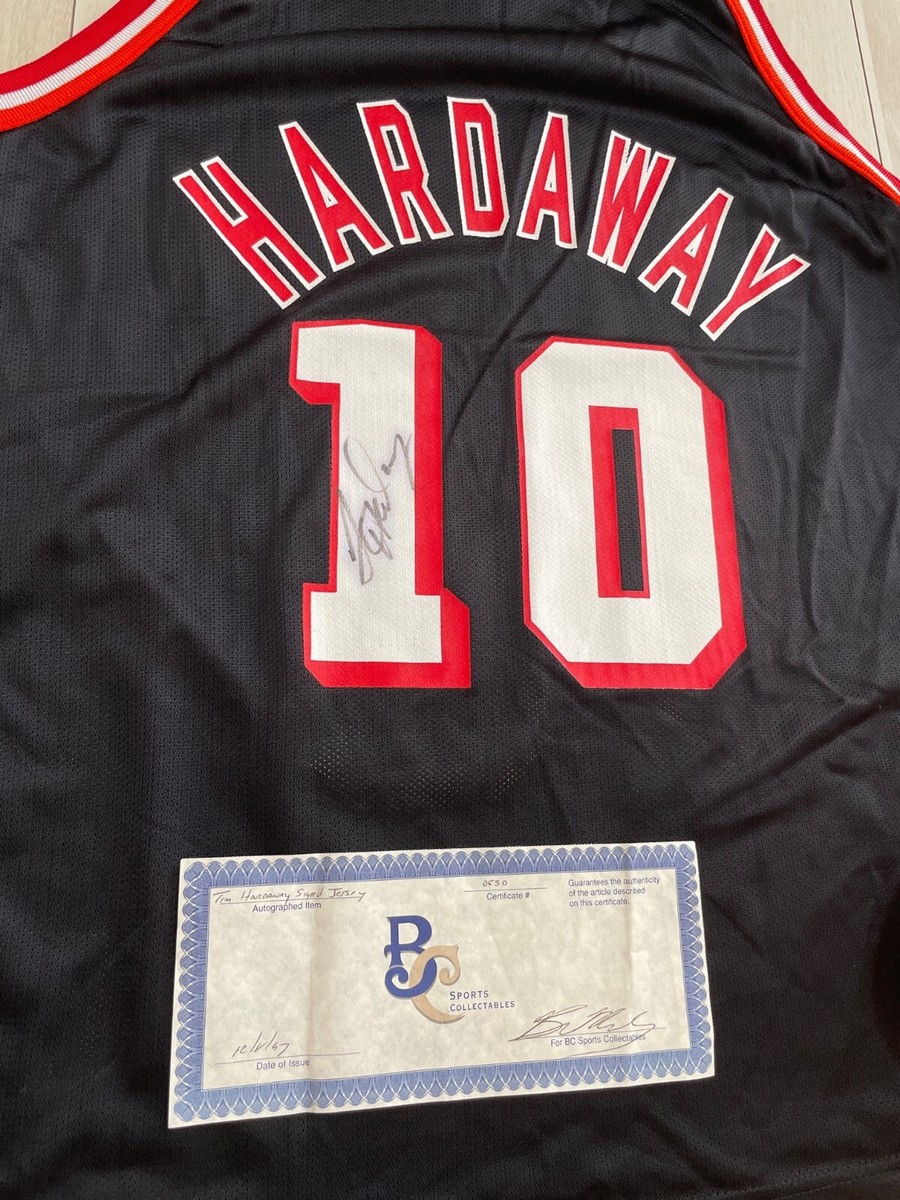 HARDAWAY
10
Tim Hardaway Signed Jersey
Autographed Item
0530
Certificate #
Guarantees the authenticity
of the article described
on this certificate.
BC
SPORTS
COLLECTABLES
Date of Issue
For BC Sports Collectables